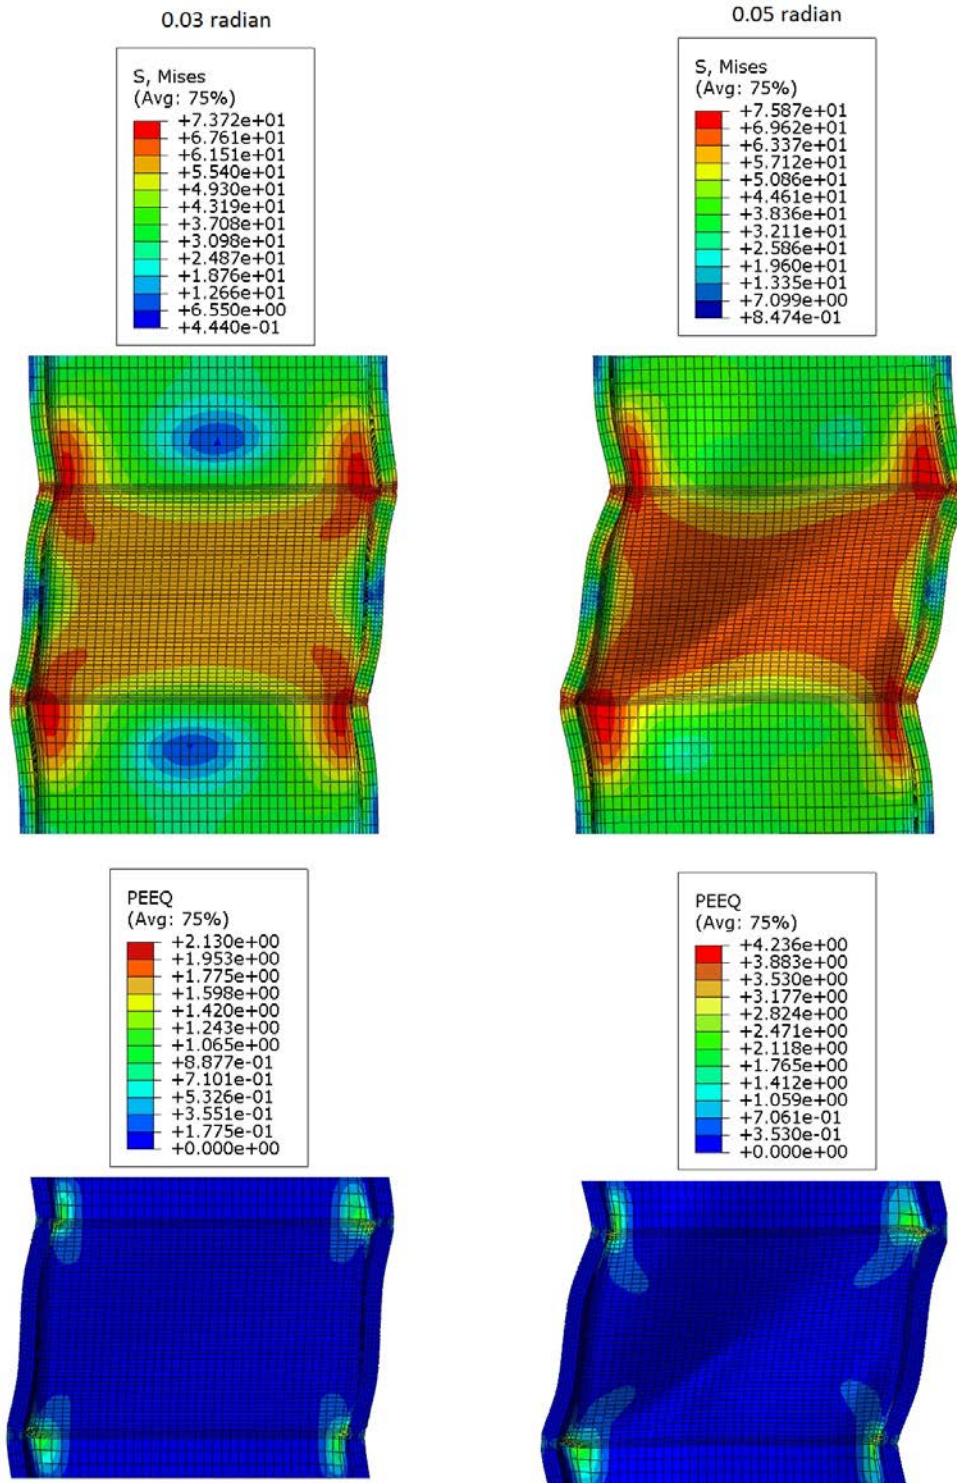 0.03 radian
0.05 radian
S, Mises
(Avg: 75%)
+7.372e+01
+6.761e+01
+6.151e+01
+5.540e+01
+4.930e+01
+4.319e+01
+3.708e+01
+3.098e+01
+2.487e+01
+1.876e+01
+1.266e+01
+6.550e+00
+4.440e-01
S, Mises
(Avg: 75%)
+7.587e+01
+6.962e+01
+6.337e+01
+5.712e+01
+5.086e+01
+4.461e+01
+3.836e+01
+3.211e+01
+2.586e+01
+1.960e+01
+1.335e+01
+7.099e+00
+8.474e-01
PEEQ
(Avg: 75%)
+2.130e+00
+1.953e+00
+1.775e+00
+1.598e+00
+1.420e+00
+1.243e+00
+1.065e+00
+8.877e-01
+7.101e-01
+5.326e-01
+3.551e-01
+1.775e-01
+0.000e+00
PEEQ
(Avg: 75%)
+4.236e+00
+3.883e+00
+3.530e+00
+3.177e+00
+2.824e+00
+2.471e+00
+2.118e+00
+1.765e+00
+1.412e+00
+1.059e+00
+7.061e-01
+3.530e-01
+0.000e+00